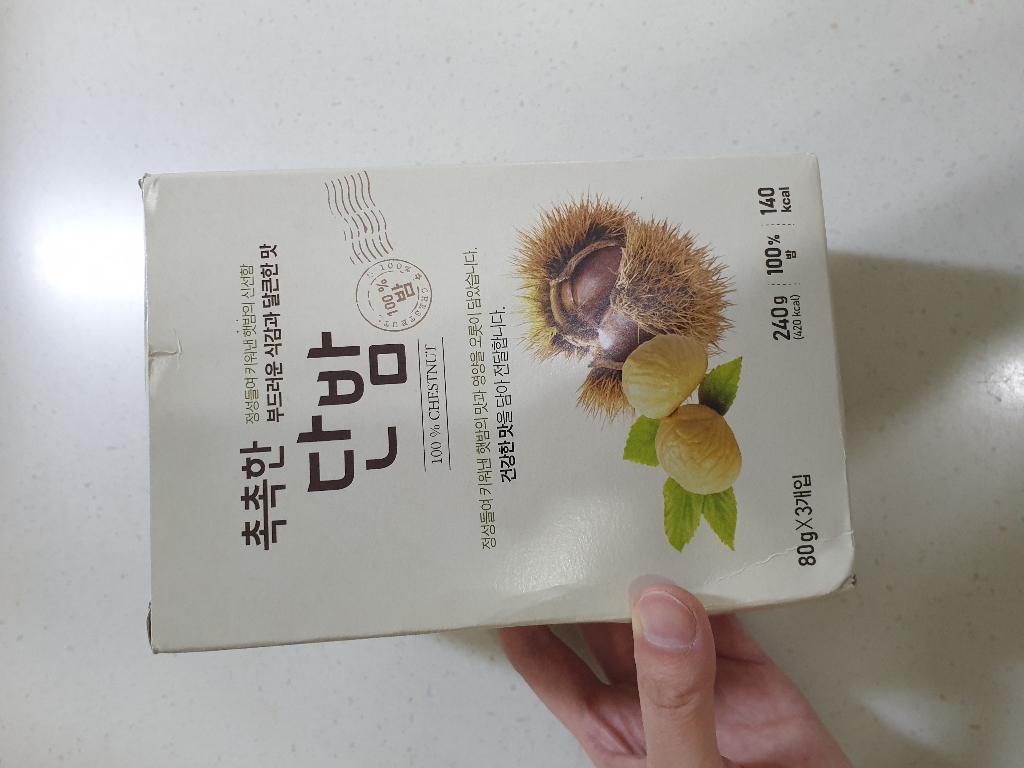 정성들여 키워낸 햇밤의 신선함
촉촉한 부드러운 식감과 달큰한 맛
단밤
100%
밤
100 % CHESTNUT
정성들여 키워낸 햇밤의 맛과 영양을 오롯이 담았습니다.
건강한 맛을 담아 전달합니다.
240g
(420 kcal)
100%
밤
140
kcal
80g X 3개입